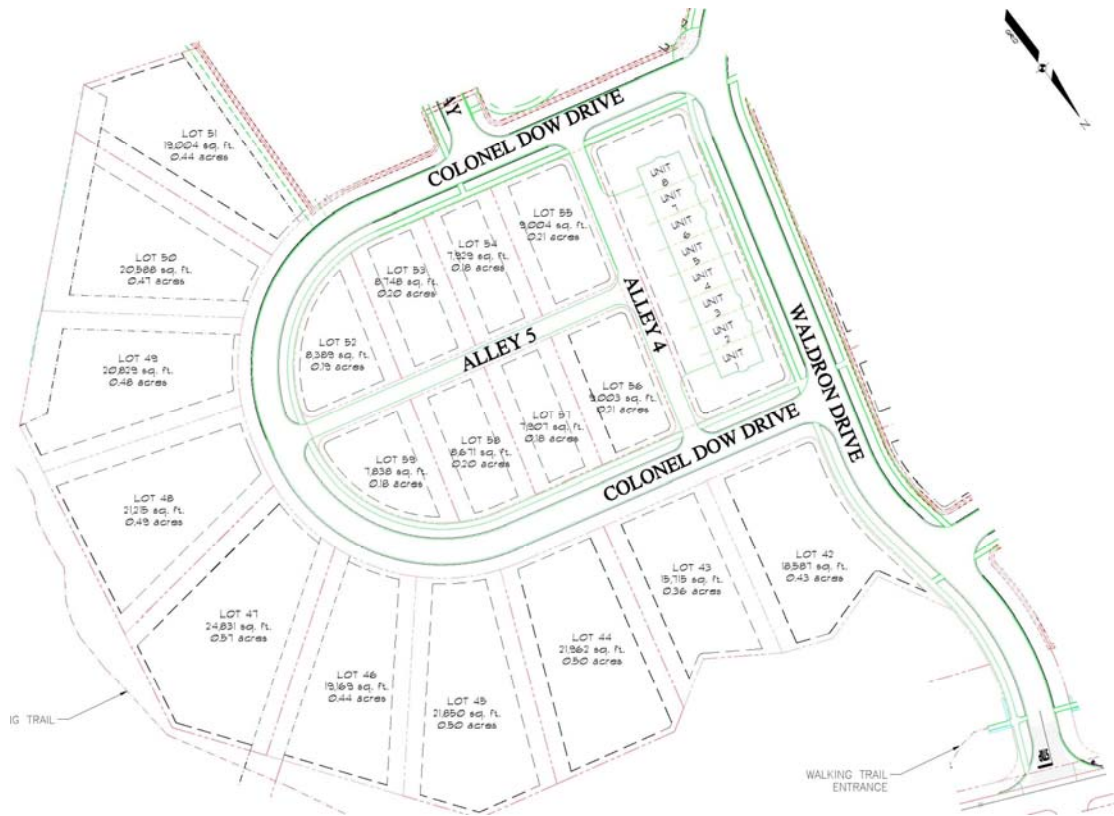 GRID
N
4Y
COLONEL DOW DRIVE
LOT 51
19,004 sq. ft.
0.44 acres
LOT 50
20,588 sq. ft.
0.47 acres
LOT 49
20,829 sq. ft.
0.48 acres
LOT 48
21,215 sq. ft.
0.49 acres
LOT 47
24,831 sq. ft.
0.57 acres
LOT 46
19,169 sq. ft.
0.44 acres
LOT 45
21,850 sq. ft.
0.50 acres
LOT 44
21,962 sq. ft.
0.50 acres
LOT 43
15,715 sq. ft.
0.36 acres
LOT 42
18,587 sq. ft.
0.43 acres
LOT 52
8,389 sq. ft.
0.19 acres
LOT 53
8,748 sq. ft.
0.20 acres
LOT 54
7,929 sq. ft.
0.18 acres
LOT 55
9,004 sq. ft.
0.21 acres
ALLEY 5
ALLEY 4
LOT 59
7,838 sq. ft.
0.18 acres
LOT 58
8,671 sq. ft.
0.20 acres
LOT 57
7,907 sq. ft.
0.18 acres
LOT 56
9,003 sq. ft.
0.21 acres
UNIT
8
UNIT
7
UNIT
6
UNIT
5
UNIT
4
UNIT
3
UNIT
2
UNIT
WALDRON DRIVE
COLONEL DOW DRIVE
NG TRAIL
WALKING TRAIL
ENTRANCE